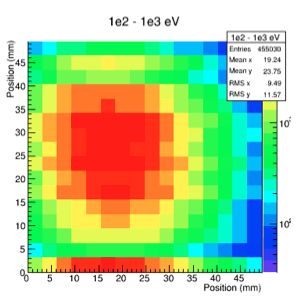 1e2 - 1e3 eV
1e2 - 1e3 eV
Entries 455030
Mean x 19.24
Mean y 23.75
RMS x 9.49
RMS y 11.57
Position (mm)
45
40
35
30
25
20
15
10
5
0
0 5 10 15 20 25 30 35 40 45
Position (mm)